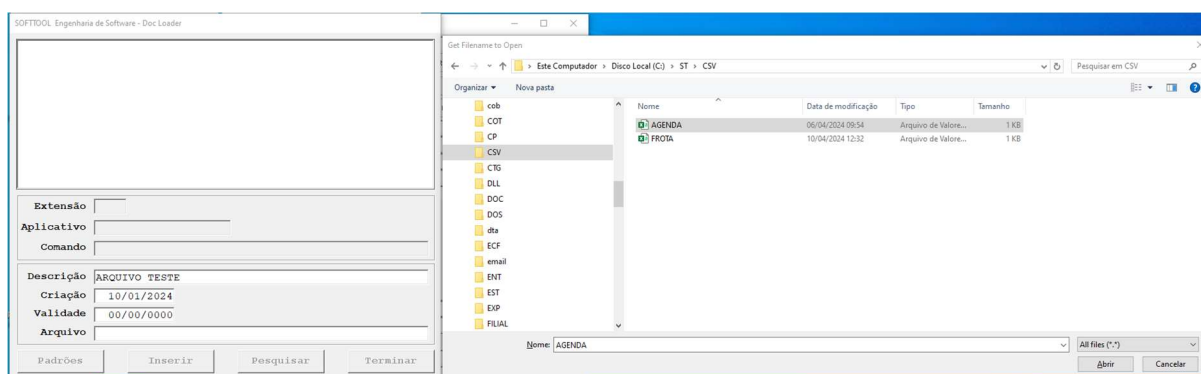 SOFTTOOL Engenharia de Software - Doc Loader
Extensão
Aplicativo
Comando
Descrição ARQUIVO TESTE
Criação 10/01/2024
Validade 00/00/0000
Arquivo
Padrões Inserir Pesquisar Terminar
Get Filename to Open
Este Computador > Disco Local (C:) > ST > CSV
Pesquisar em CSV
Organizar Nova pasta
cob
COT
CP
CSV
CTG
DLL
DOC
DOS
dta
ECF
email
ENT
EST
EXP
FILIAL
Nome Data de modificação Tipo Tamanho
AGENDA 06/04/2024 09:54 Arquivo de Valore... 1 KB
FROTA 10/04/2024 12:32 Arquivo de Valore... 1 KB
Nome: AGENDA All files (*.*)
Abrir Cancelar